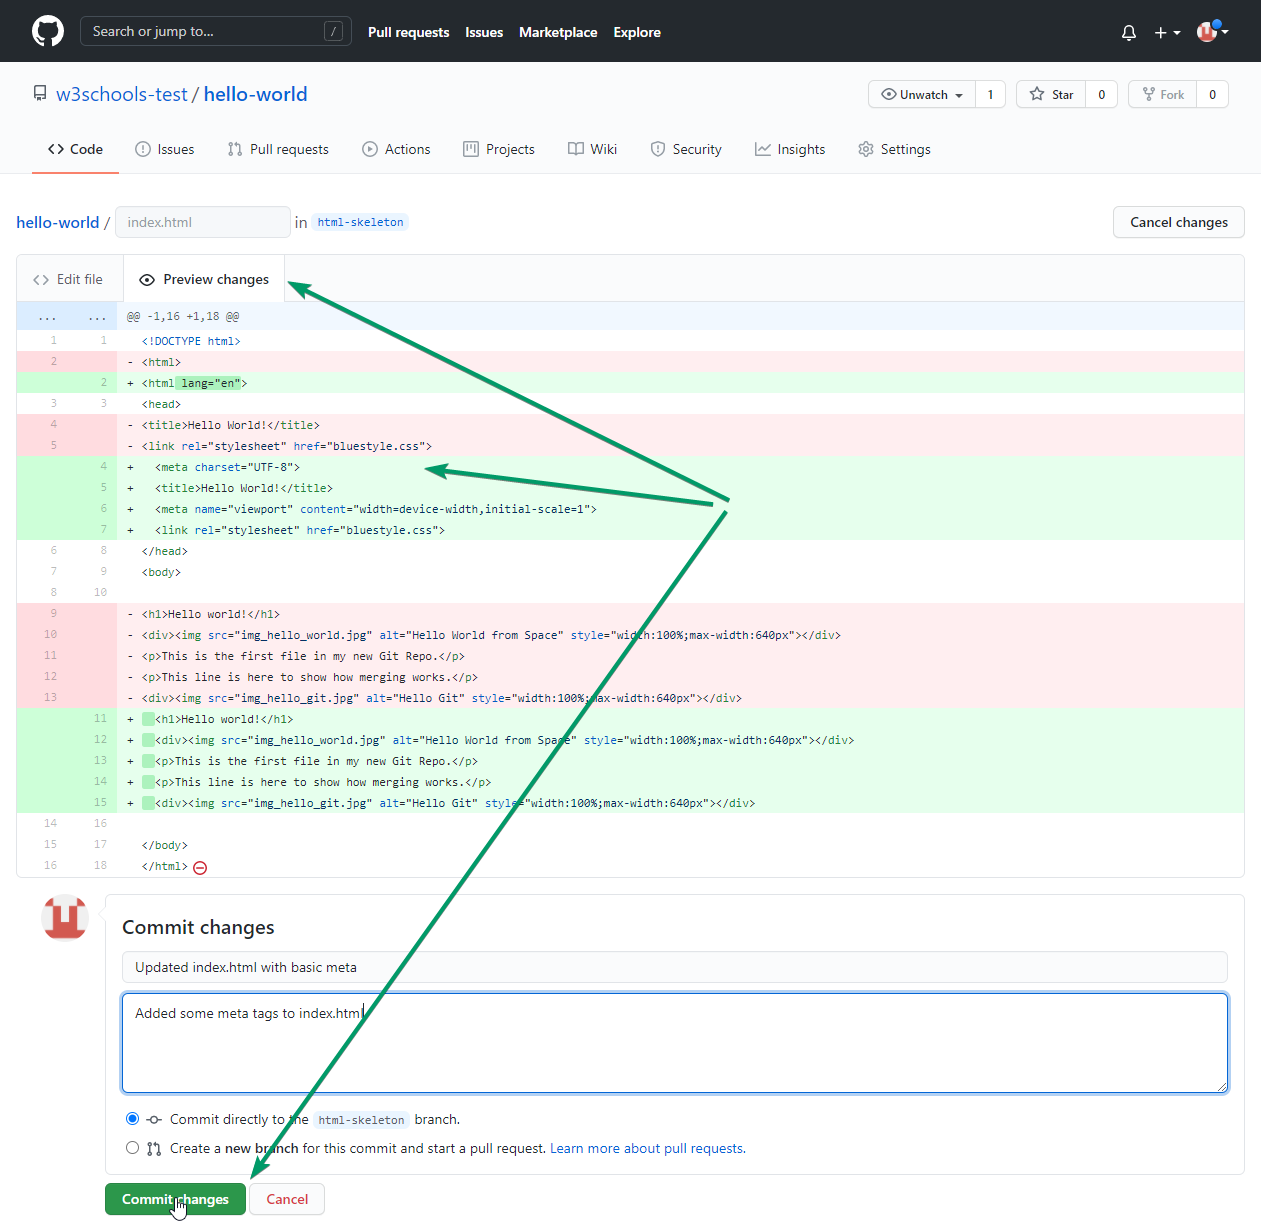 Search or jump to... /
Pull requests Issues Marketplace Explore
w3schools-test / hello-world
Unwatch 1 Star 0 Fork 0
Code Issues Pull requests Actions Projects Wiki Security Insights Settings
hello-world / index.html in html-skeleton Cancel changes
Edit file Preview changes
... ... @@ -1,16 +1,18 @@
1 1 <!DOCTYPE html>
2 - <html>
2 + <html lang="en">
3 3 <head>
4 - <title>Hello World!</title>
5 - <link rel="stylesheet" href="bluestyle.css">
4 + <meta charset="UTF-8">
5 + <title>Hello World!</title>
6 + <meta name="viewport" content="width=device-width,initial-scale=1">
7 + <link rel="stylesheet" href="bluestyle.css">
6 8 </head>
7 9 <body>
8 10
9 - <h1>Hello world!</h1>
10 - <div><img src="img_hello_world.jpg" alt="Hello World from Space" style="width:100%;max-width:640px"></div>
11 - <p>This is the first file in my new Git Repo.</p>
12 - <p>This line is here to show how merging works.</p>
13 - <div><img src="img_hello_git.jpg" alt="Hello Git" style="width:100%;max-width:640px"></div>
11 + <h1>Hello world!</h1>
12 + <div><img src="img_hello_world.jpg" alt="Hello World from Space" style="width:100%;max-width:640px"></div>
13 + <p>This is the first file in my new Git Repo.</p>
14 + <p>This line is here to show how merging works.</p>
15 + <div><img src="img_hello_git.jpg" alt="Hello Git" style="width:100%;max-width:640px"></div>
14 16
15 17 </body>
16 18 </html>
Commit changes
Updated index.html with basic meta
Added some meta tags to index.html
Commit directly to the html-skeleton branch.
Create a new branch for this commit and start a pull request. Learn more about pull requests.
Commit changes Cancel